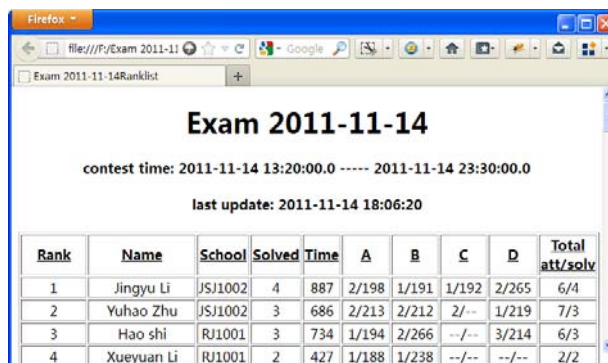 Firefox
file:///F:/Exam 2011-11
Google
Exam 2011-11-14Ranklist
Exam 2011-11-14
contest time: 2011-11-14 13:20:00.0 ----- 2011-11-14 23:30:00.0
last update: 2011-11-14 18:06:20
Rank Name School Solved Time A B C D Total att/solv
1 Jingyu Li JSJ1002 4 887 2/198 1/191 1/192 2/265 6/4
2 Yuhao Zhu JSJ1002 3 686 2/213 2/212 2/-- 1/219 7/3
3 Hao shi RJ1001 3 734 1/194 2/266 --/-- 3/214 6/3
4 Xueyuan Li RJ1001 2 427 1/188 1/238 --/-- --/-- 2/2